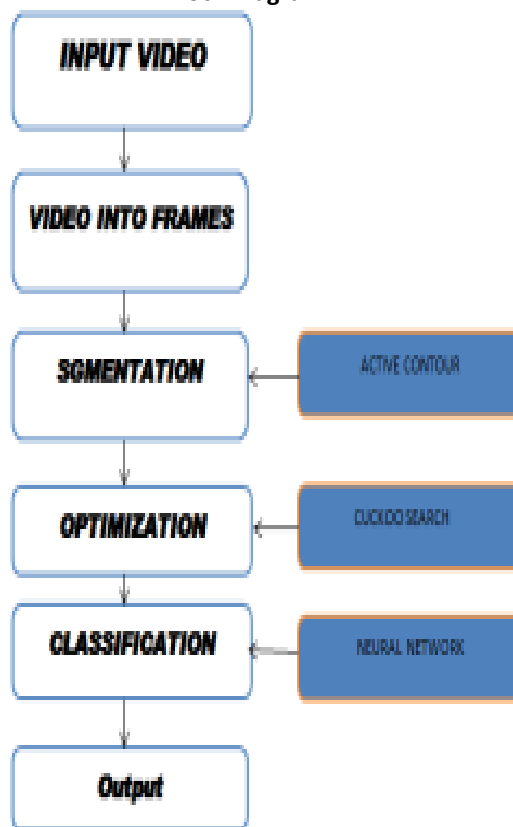 INPUT VIDEO
VIDEO INTO FRAMES
SGMENTATION
ACTIVE CONTOUR
OPTIMIZATION
CUCKOO SEARCH
CLASSIFICATION
NEURAL NETWORK
Output